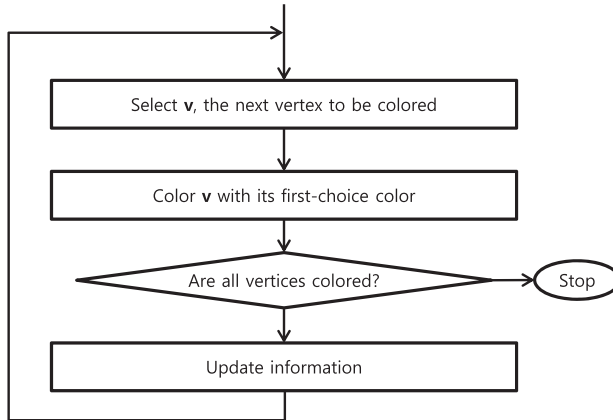 Select v, the next vertex to be colored
Color v with its first-choice color
Are all vertices colored?
Stop
Update information